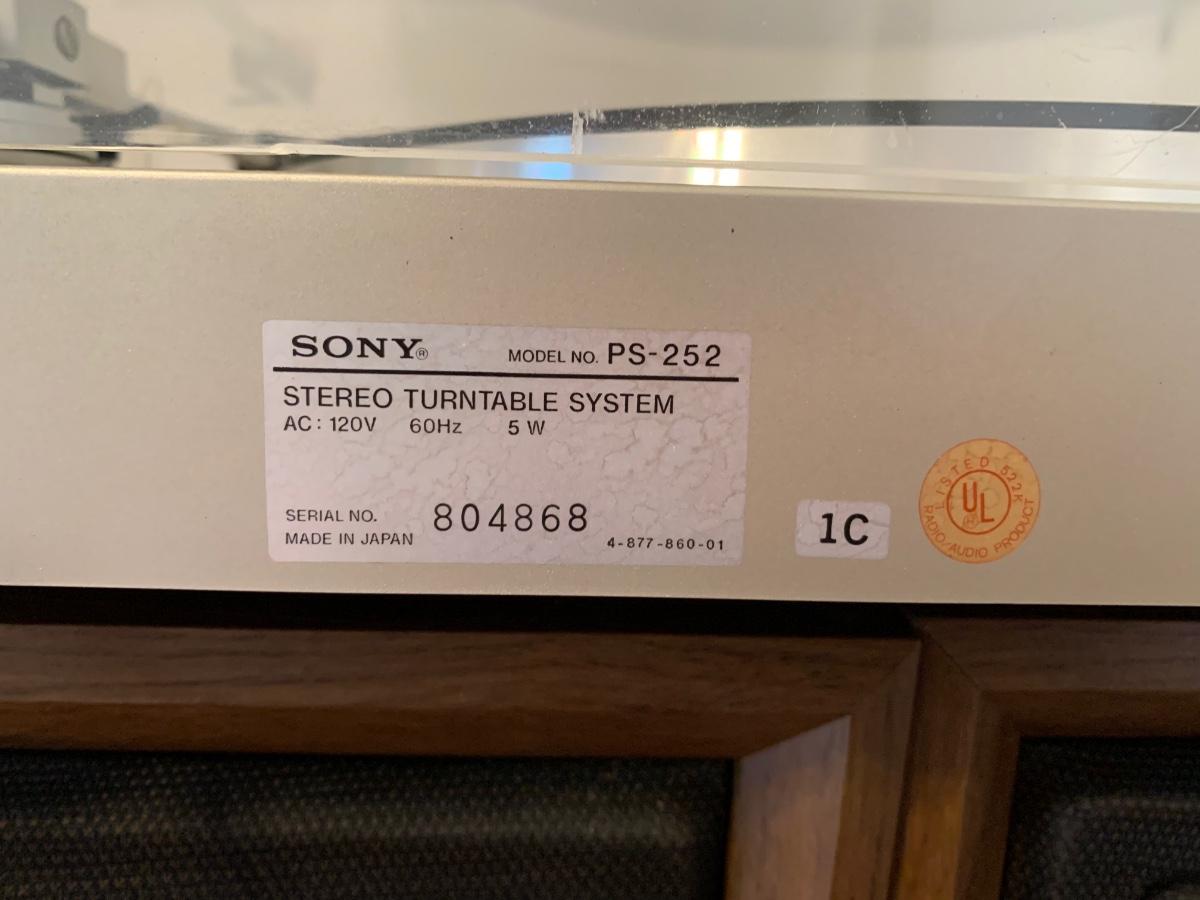 SONY®
MODEL NO. PS-252
STEREO TURNTABLE SYSTEM
AC: 120V 60Hz 5 W
SERIAL NO. 804868
MADE IN JAPAN 4-877-860-01
1C
LISTED 522K
UL
RADIO/AUDIO PRODUCT